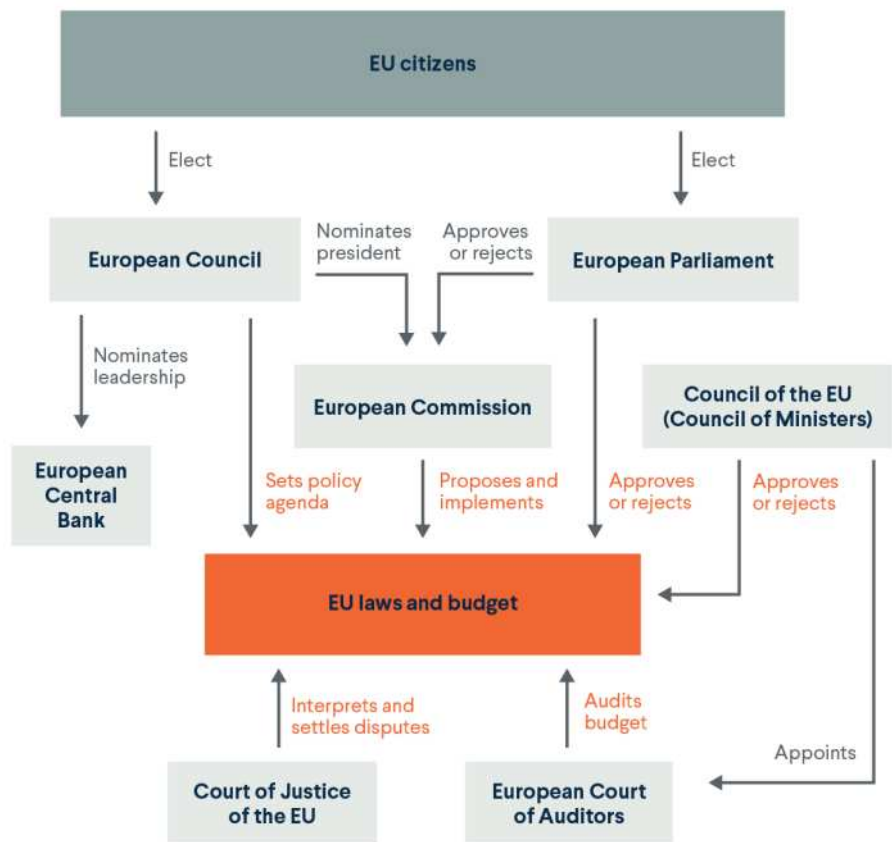 EU citizens
Elect
Elect
European Council
Nominates
president
Approves
or rejects
European Parliament
Nominates
leadership
European Commission
Council of the EU
(Council of Ministers)
European
Central
Bank
Sets policy
agenda
Proposes and
implements
Approves
or rejects
Approves
or rejects
EU laws and budget
Interprets and
settles disputes
Audits
budget
Appoints
Court of Justice
of the EU
European Court
of Auditors